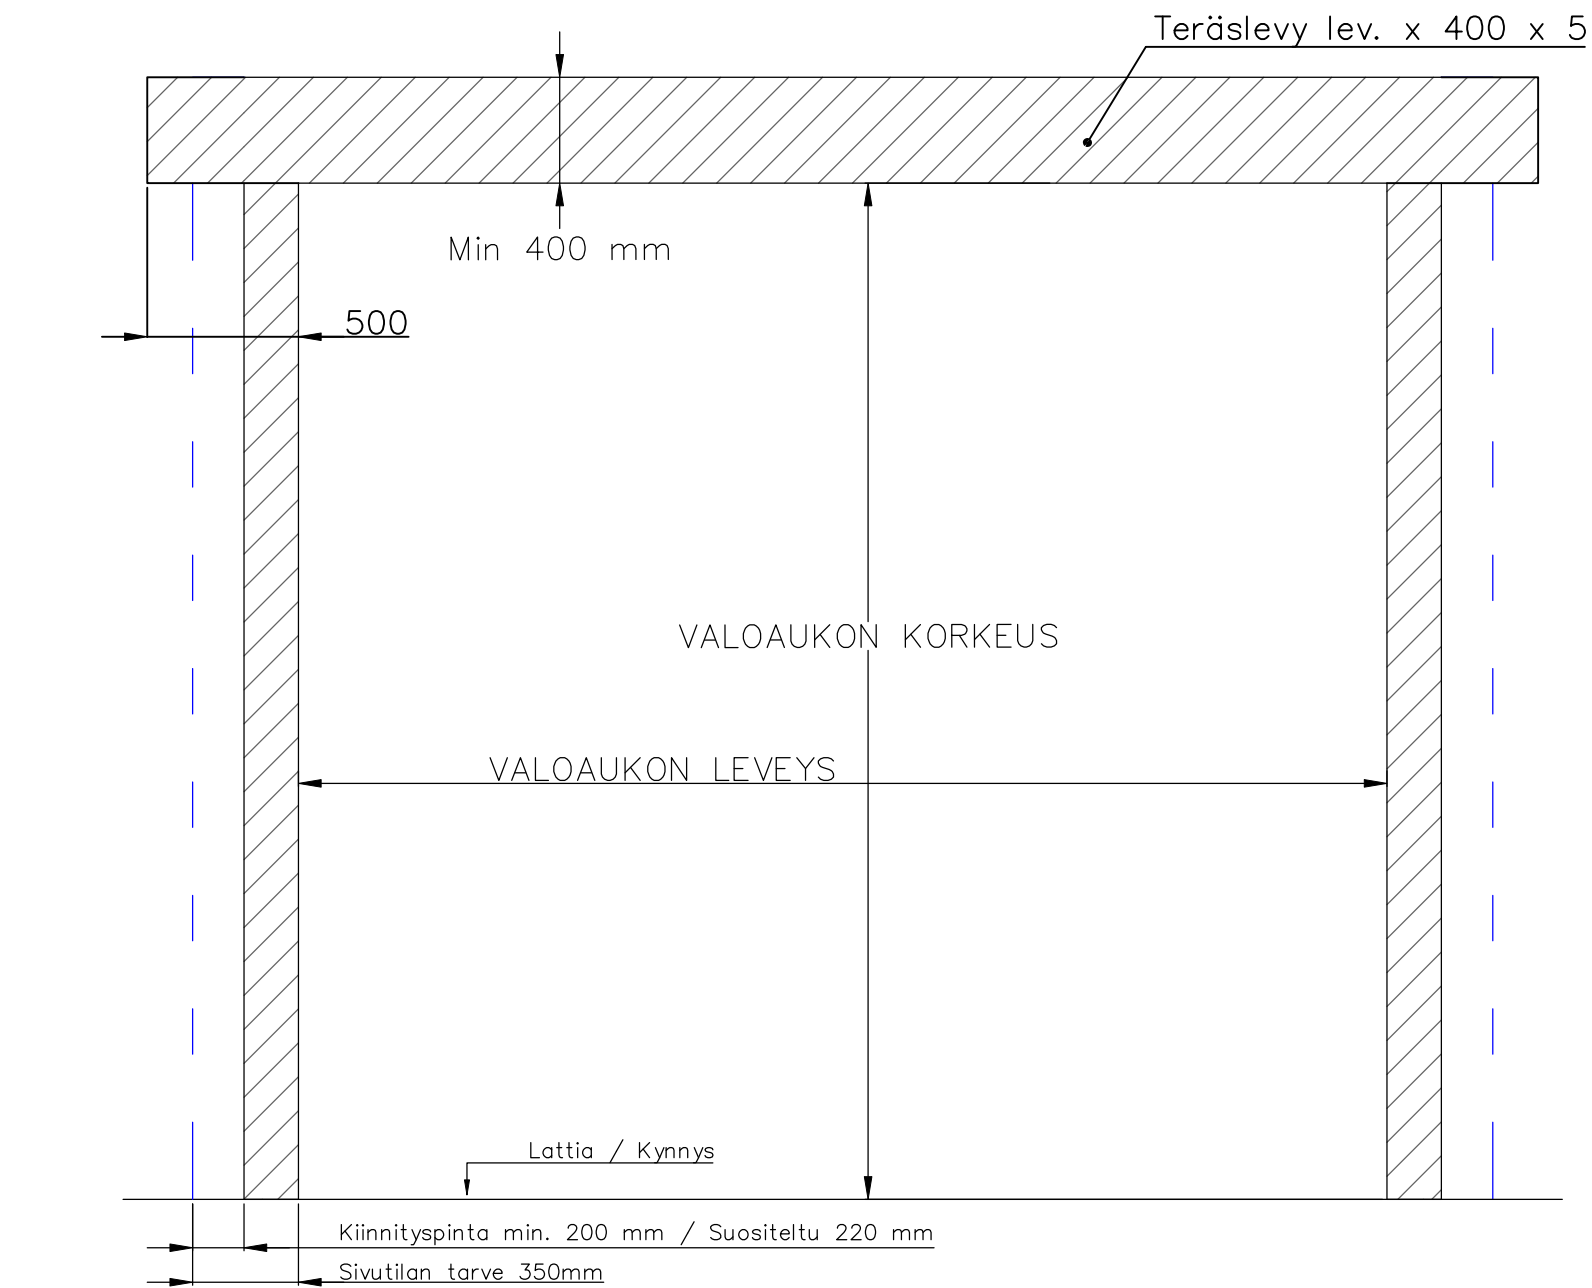 Teräslevy lev. x 400 x 5
Min 400 mm
500
VALOAUKON KORKEUS
VALOAUKON LEVEYS
Lattia / Kynnys
Kiinnityspinta min. 200 mm / Suositeltu 220 mm
Sivutilan tarve 350mm